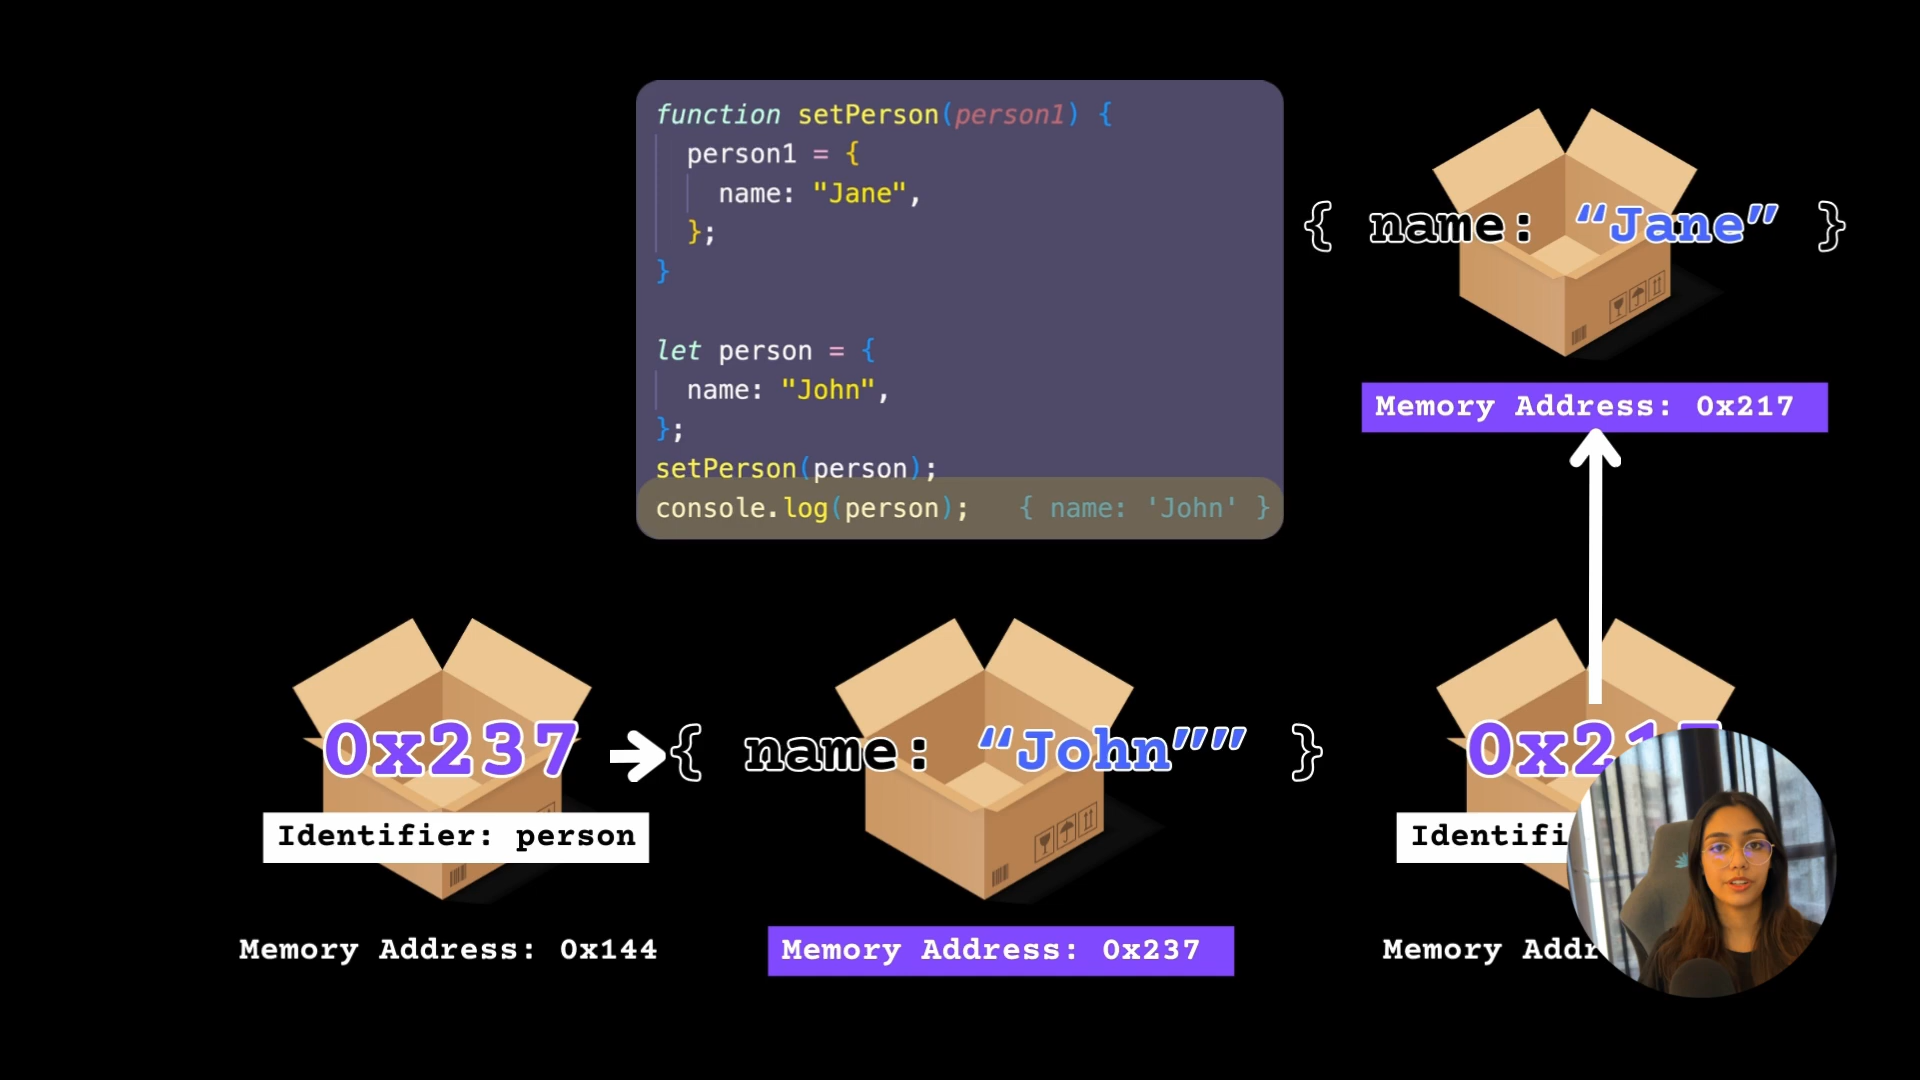 function setPerson(person1) {
person1 = {
name: "Jane",
};
}
let person = {
name: "John",
};
setPerson(person);
console.log(person); { name: 'John' }
{ name: “Jane” }
Memory Address: 0x217
0x237
{ name: “John”” }
Identifier: person
Memory Address: 0x144
Memory Address: 0x237
Memory